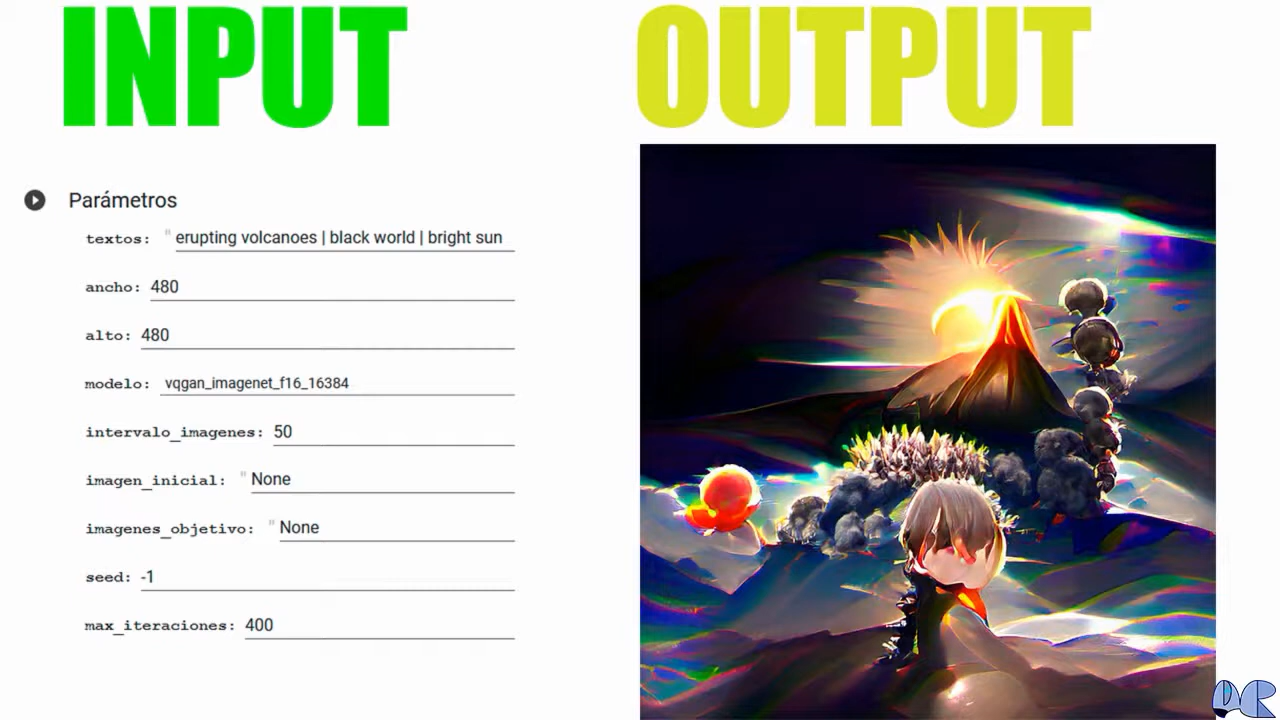 INPUT
OUTPUT
Parámetros
textos: " erupting volcanoes | black world | bright sun
ancho: 480
alto: 480
modelo: vqgan_imagenet_f16_16384
intervalo_imagenes: 50
imagen_inicial: " None
imagenes_objetivo: " None
seed: -1
max_iteraciones: 400